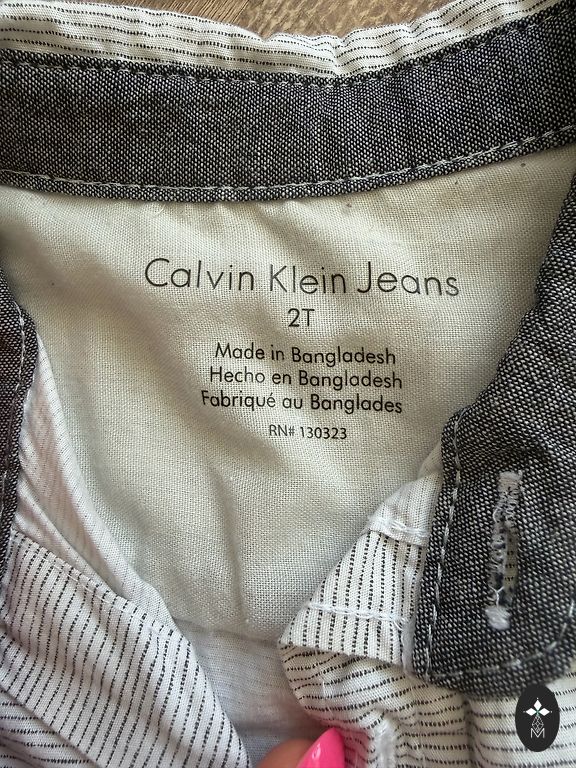 Calvin Klein Jeans
2T
Made in Bangladesh
Hecho en Bangladesh
Fabriqué au Banglades
RN# 130323
M